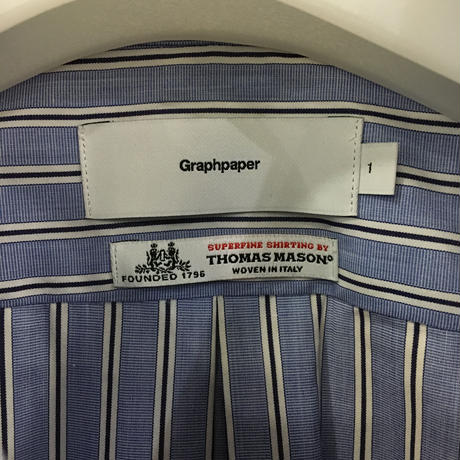 Graphpaper
1
SUPERFINE SHIRTING BY
THOMAS MASON®
WOVEN IN ITALY
FOUNDED 1796